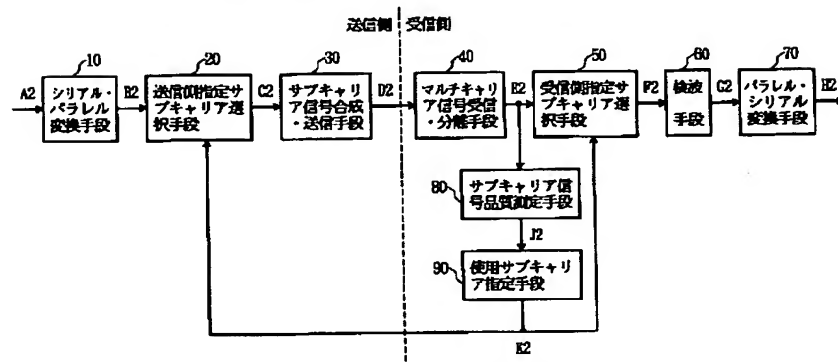 送信側 受信側
10
20
30
40
50
60
70
A2
シリアル・
パラレル
変換手段
B2
送信側指定サ
ブキャリア選
択手段
C2
サブキャリ
ア信号合成
・送信手段
D2
マルチキャリ
ア信号受信
・分離手段
E2
受信側指定サ
ブキャリア選
択手段
F2
検波
手段
G2
パラレル・
シリアル
変換手段
H2
80
サブキャリア信
号品質測定手段
J2
90
使用サブキャリ
ア指定手段
K2